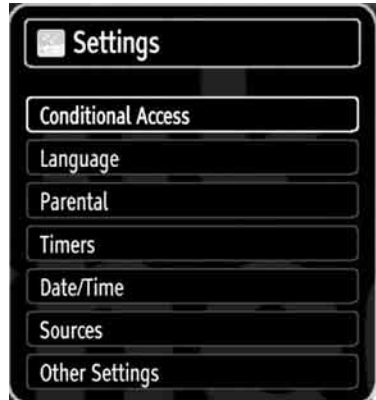 Settings
Conditional Access
Language
Parental
Timers
Date/Time
Sources
Other Settings